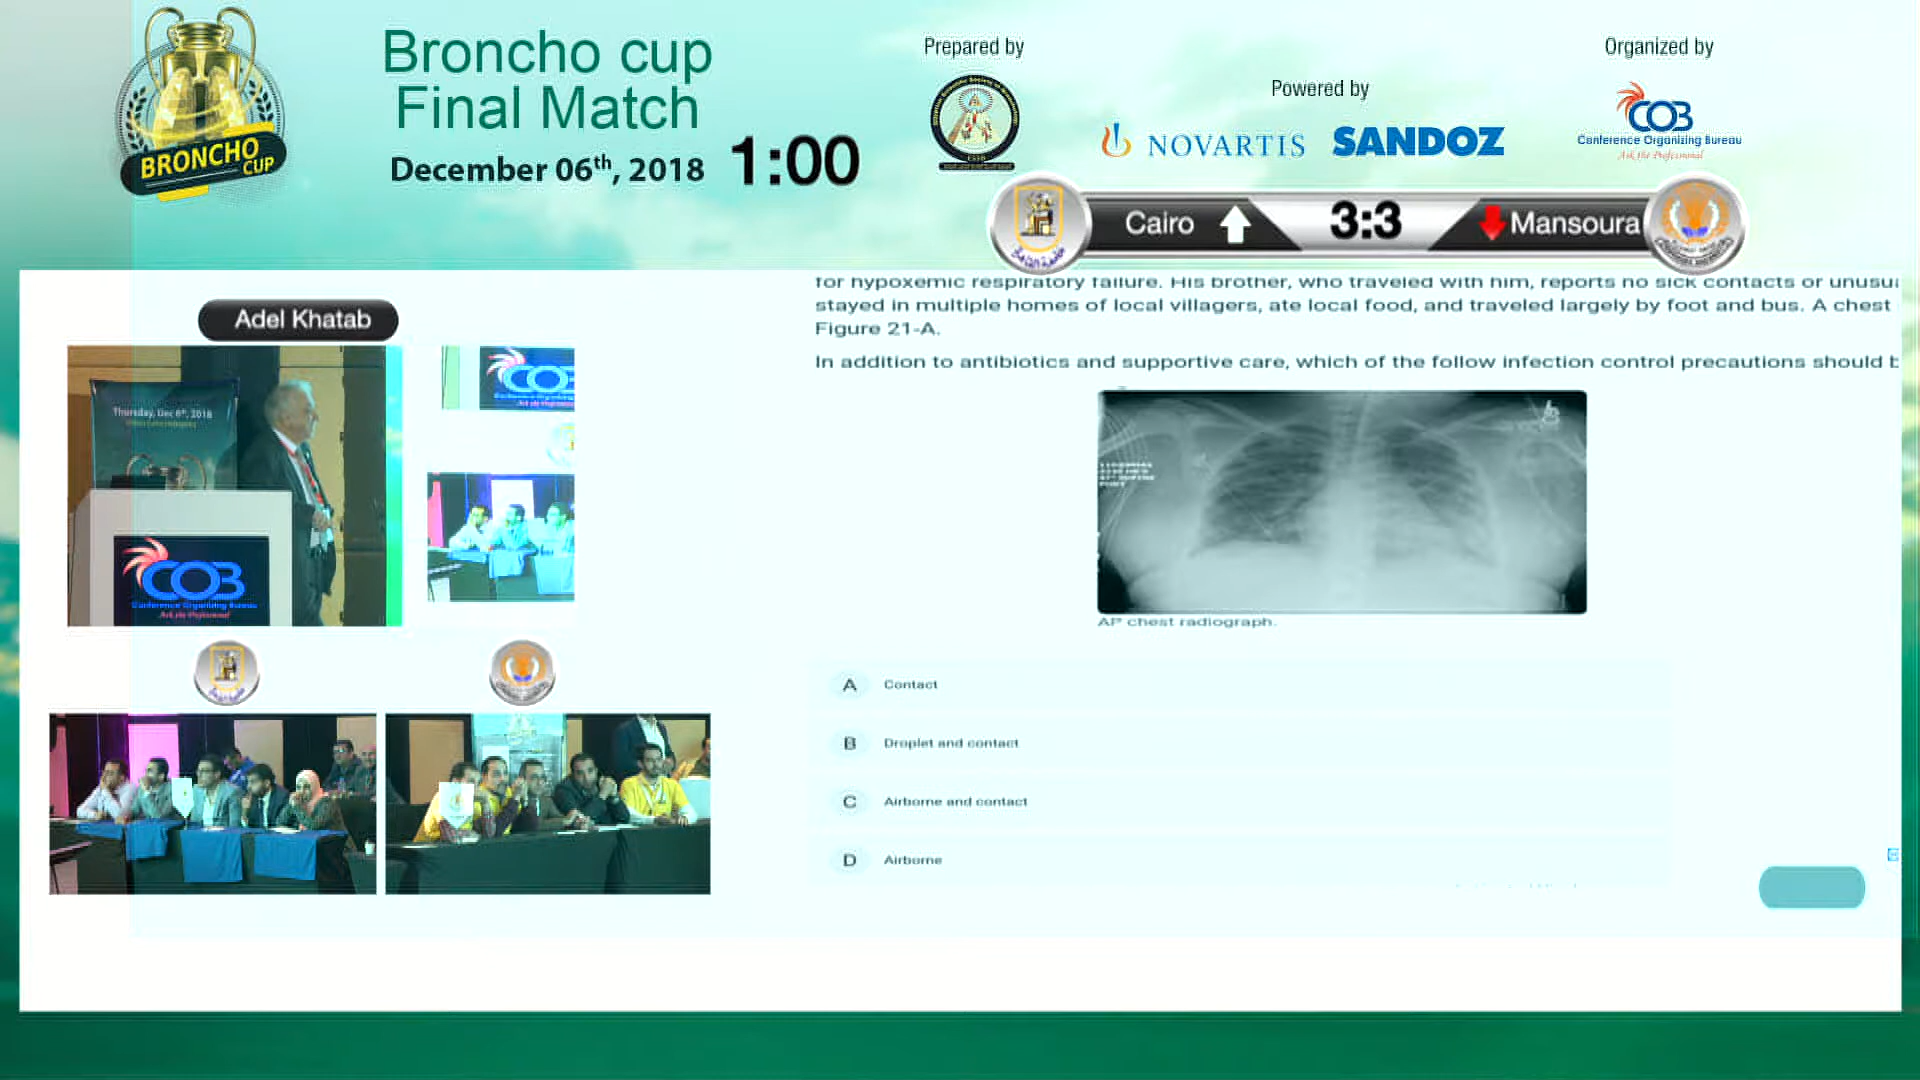 BRONCHO
CUP
Broncho cup
Final Match
December 06th, 2018
1:00
Prepared by
Powered by
NOVARTIS
SANDOZ
Organized by
COB
Conference Organizing Bureau
Ask the Professional
Cairo
3:3
Mansoura
Adel Khatab
Thursday, Dec 6th, 2018
COB
Conference Organizing Bureau
Ask the Professional
COB
for hypoxemic respiratory failure. His brother, who traveled with him, reports no sick contacts or unusu
stayed in multiple homes of local villagers, ate local food, and traveled largely by foot and bus. A chest
Figure 21-A.
In addition to antibiotics and supportive care, which of the follow infection control precautions should b
AP chest radiograph.
A Contact
B Droplet and contact
C Airborne and contact
D Airborne